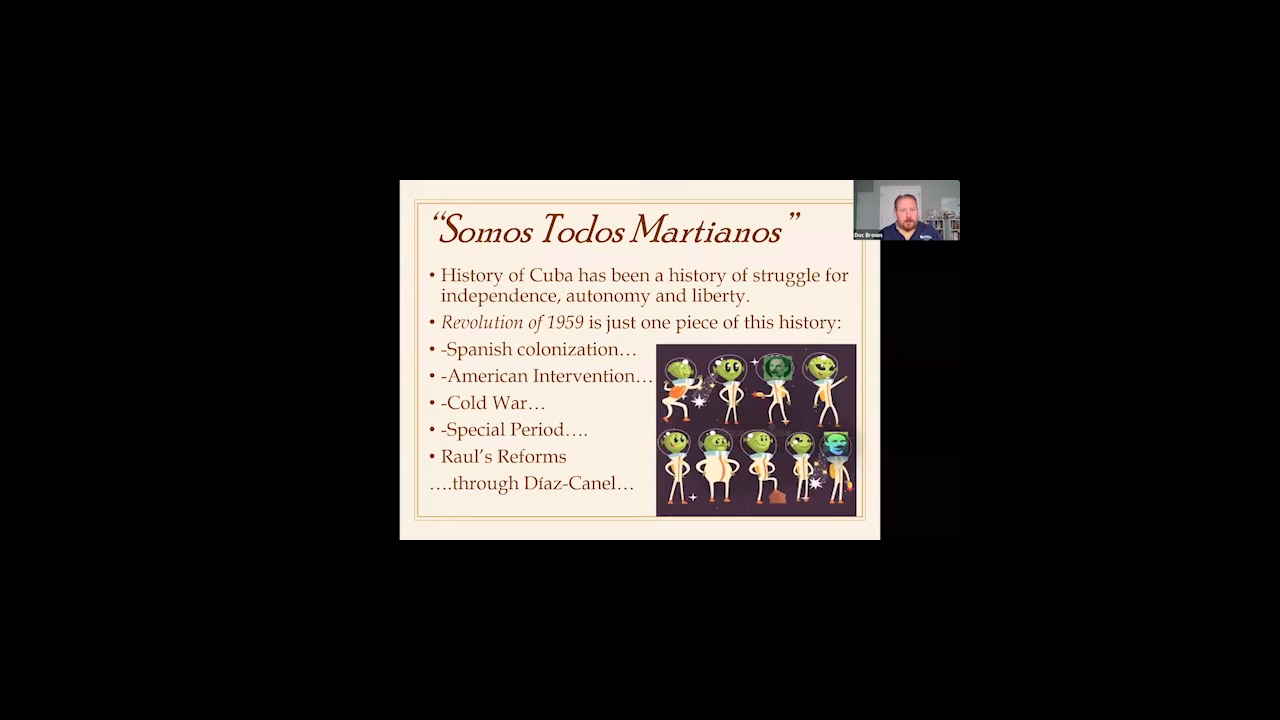 “Somos Todos Martianos”
• History of Cuba has been a history of struggle for
independence, autonomy and liberty.
• Revolution of 1959 is just one piece of this history:
• -Spanish colonization…
• -American Intervention…
• -Cold War…
• -Special Period….
• Raul’s Reforms
….through Díaz-Canel…
Doc Brown